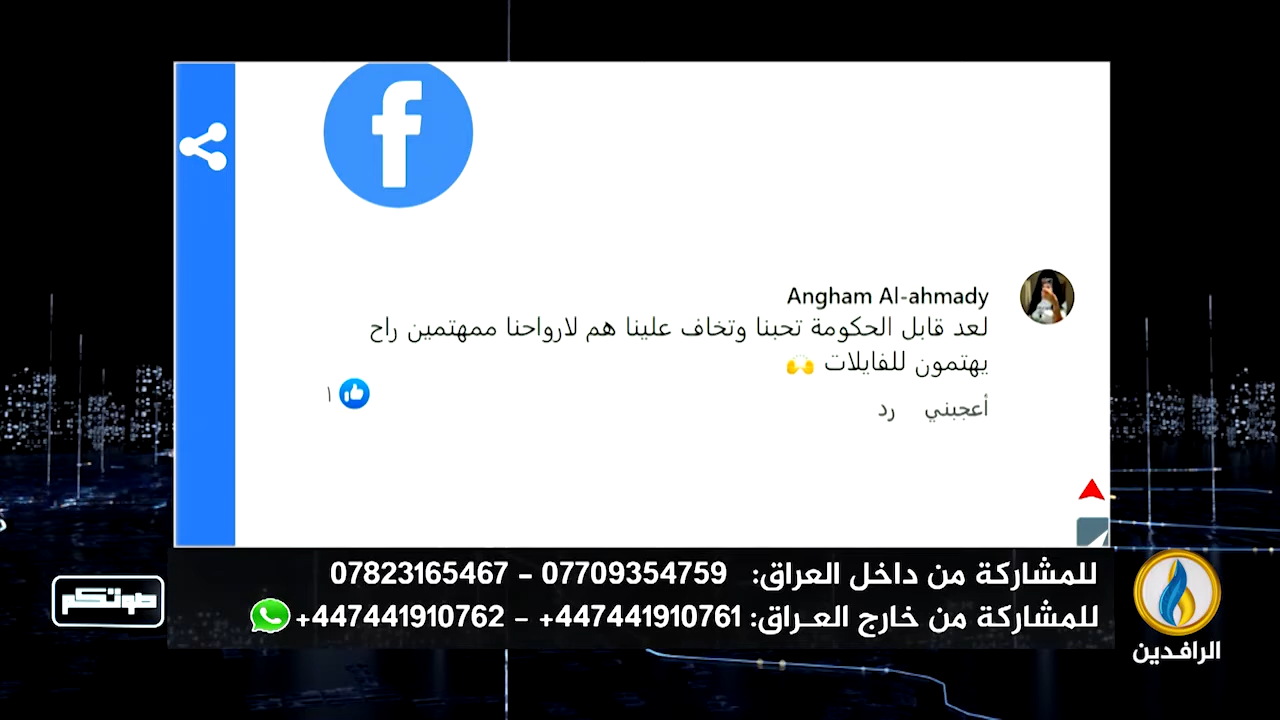 Angham Al-ahmady
لعد قابل الحكومة تحبنا وتخاف علينا هم لارواحنا ممهتمين راح
يهتمون للفايلات 🙌
أعجبني رد
١
للمشاركة من داخل العراق: 07709354759 - 07823165467
للمشاركة من خارج العـراق: 447441910761+ - 447441910762+
صوتكم
الرافدين